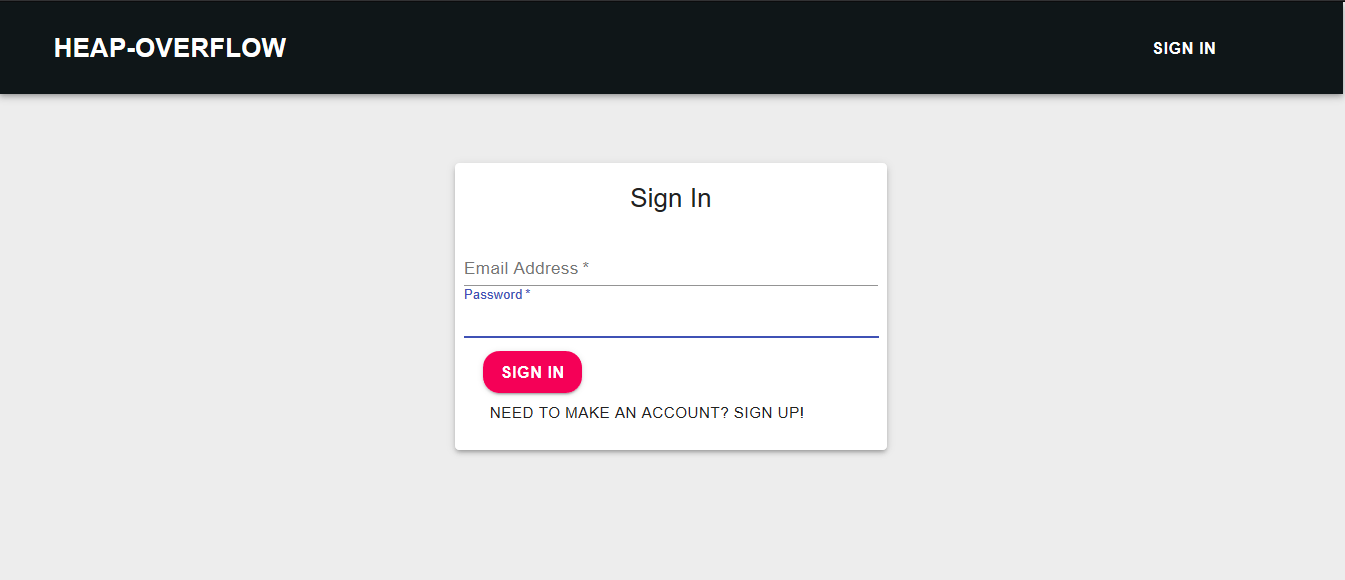 HEAP-OVERFLOW
SIGN IN
Sign In
Email Address *
Password *
SIGN IN
NEED TO MAKE AN ACCOUNT? SIGN UP!